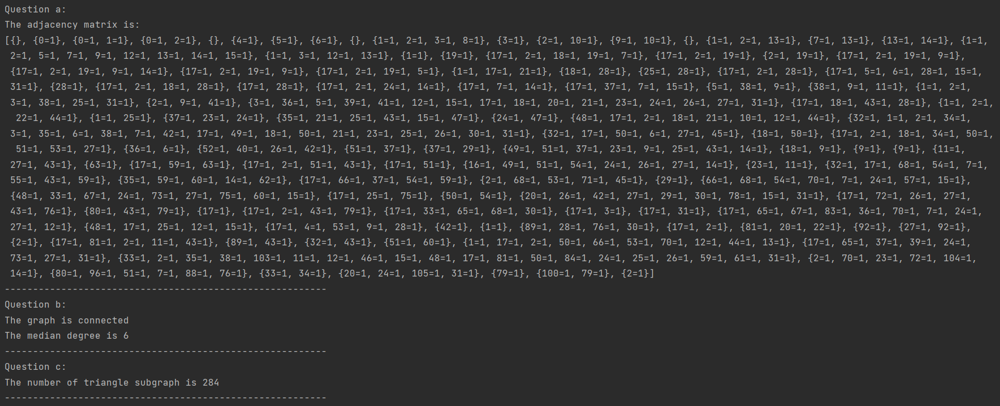 Question a:
The adjacency matrix is:
[{}, {0=1}, {0=1, 1=1}, {0=1, 2=1}, {}, {4=1}, {5=1}, {6=1}, {}, {1=1, 2=1, 3=1, 8=1}, {3=1}, {2=1, 10=1}, {9=1, 10=1}, {}, {1=1, 2=1, 13=1}, {7=1, 13=1}, {13=1, 14=1}, {1=1,
2=1, 5=1, 7=1, 9=1, 12=1, 13=1, 14=1, 15=1}, {1=1, 3=1, 12=1, 13=1}, {1=1}, {19=1}, {17=1, 2=1, 18=1, 19=1, 7=1}, {17=1, 2=1, 19=1}, {2=1, 19=1}, {17=1, 2=1, 19=1, 9=1},
{17=1, 2=1, 19=1, 9=1, 14=1}, {17=1, 2=1, 19=1, 9=1}, {17=1, 2=1, 19=1, 5=1}, {1=1, 17=1, 21=1}, {18=1, 28=1}, {25=1, 28=1}, {17=1, 2=1, 28=1}, {17=1, 5=1, 6=1, 28=1, 15=1,
31=1}, {28=1}, {17=1, 2=1, 18=1, 28=1}, {17=1, 28=1}, {17=1, 2=1, 24=1, 14=1}, {17=1, 7=1, 14=1}, {17=1, 37=1, 7=1, 15=1}, {5=1, 38=1, 9=1}, {38=1, 9=1, 11=1}, {1=1, 2=1,
3=1, 38=1, 25=1, 31=1}, {2=1, 9=1, 41=1}, {3=1, 36=1, 5=1, 39=1, 41=1, 12=1, 15=1, 17=1, 18=1, 20=1, 21=1, 23=1, 24=1, 26=1, 27=1, 31=1}, {17=1, 18=1, 43=1, 28=1}, {1=1, 2=1,
22=1, 44=1}, {1=1, 25=1}, {37=1, 23=1, 24=1}, {35=1, 21=1, 25=1, 43=1, 15=1, 47=1}, {24=1, 47=1}, {48=1, 17=1, 2=1, 18=1, 21=1, 10=1, 12=1, 44=1}, {32=1, 1=1, 2=1, 34=1,
3=1, 35=1, 6=1, 38=1, 7=1, 42=1, 17=1, 49=1, 18=1, 50=1, 21=1, 23=1, 25=1, 26=1, 30=1, 31=1}, {32=1, 17=1, 50=1, 6=1, 27=1, 45=1}, {18=1, 50=1}, {17=1, 2=1, 18=1, 34=1, 50=1,
51=1, 53=1, 27=1}, {36=1, 6=1}, {52=1, 40=1, 26=1, 42=1}, {51=1, 37=1}, {37=1, 29=1}, {49=1, 51=1, 37=1, 23=1, 9=1, 25=1, 43=1, 14=1}, {18=1, 9=1}, {9=1}, {9=1}, {11=1,
27=1, 43=1}, {63=1}, {17=1, 59=1, 63=1}, {17=1, 2=1, 51=1, 43=1}, {17=1, 51=1}, {16=1, 49=1, 51=1, 54=1, 24=1, 26=1, 27=1, 14=1}, {23=1, 11=1}, {32=1, 17=1, 68=1, 54=1, 7=1,
55=1, 43=1, 59=1}, {35=1, 59=1, 60=1, 14=1, 62=1}, {17=1, 66=1, 37=1, 54=1, 59=1}, {2=1, 68=1, 53=1, 71=1, 45=1}, {29=1}, {66=1, 68=1, 54=1, 70=1, 7=1, 24=1, 57=1, 15=1},
{48=1, 33=1, 67=1, 24=1, 73=1, 27=1, 75=1, 60=1, 15=1}, {17=1, 25=1, 75=1}, {50=1, 54=1}, {20=1, 26=1, 42=1, 27=1, 29=1, 30=1, 78=1, 15=1, 31=1}, {17=1, 72=1, 26=1, 27=1,
43=1, 76=1}, {80=1, 43=1, 79=1}, {17=1}, {17=1, 2=1, 43=1, 79=1}, {17=1, 33=1, 65=1, 68=1, 30=1}, {17=1, 3=1}, {17=1, 31=1}, {17=1, 65=1, 67=1, 83=1, 36=1, 70=1, 7=1, 24=1,
27=1, 12=1}, {48=1, 17=1, 25=1, 12=1, 15=1}, {17=1, 4=1, 53=1, 9=1, 28=1}, {42=1}, {1=1}, {89=1, 28=1, 76=1, 30=1}, {17=1, 2=1}, {81=1, 20=1, 22=1}, {92=1}, {27=1, 92=1},
{2=1}, {17=1, 81=1, 2=1, 11=1, 43=1}, {89=1, 43=1}, {32=1, 43=1}, {51=1, 60=1}, {1=1, 17=1, 2=1, 50=1, 66=1, 53=1, 70=1, 12=1, 44=1, 13=1}, {17=1, 65=1, 37=1, 39=1, 24=1,
73=1, 27=1, 31=1}, {33=1, 2=1, 35=1, 38=1, 103=1, 11=1, 12=1, 46=1, 15=1, 48=1, 17=1, 81=1, 50=1, 84=1, 24=1, 25=1, 26=1, 59=1, 61=1, 31=1}, {2=1, 70=1, 23=1, 72=1, 104=1,
14=1}, {80=1, 96=1, 51=1, 7=1, 88=1, 76=1}, {33=1, 34=1}, {20=1, 24=1, 105=1, 31=1}, {79=1}, {100=1, 79=1}, {2=1}]
---------------------------------------------------------
Question b:
The graph is connected
The median degree is 6
---------------------------------------------------------
Question c:
The number of triangle subgraph is 284
---------------------------------------------------------